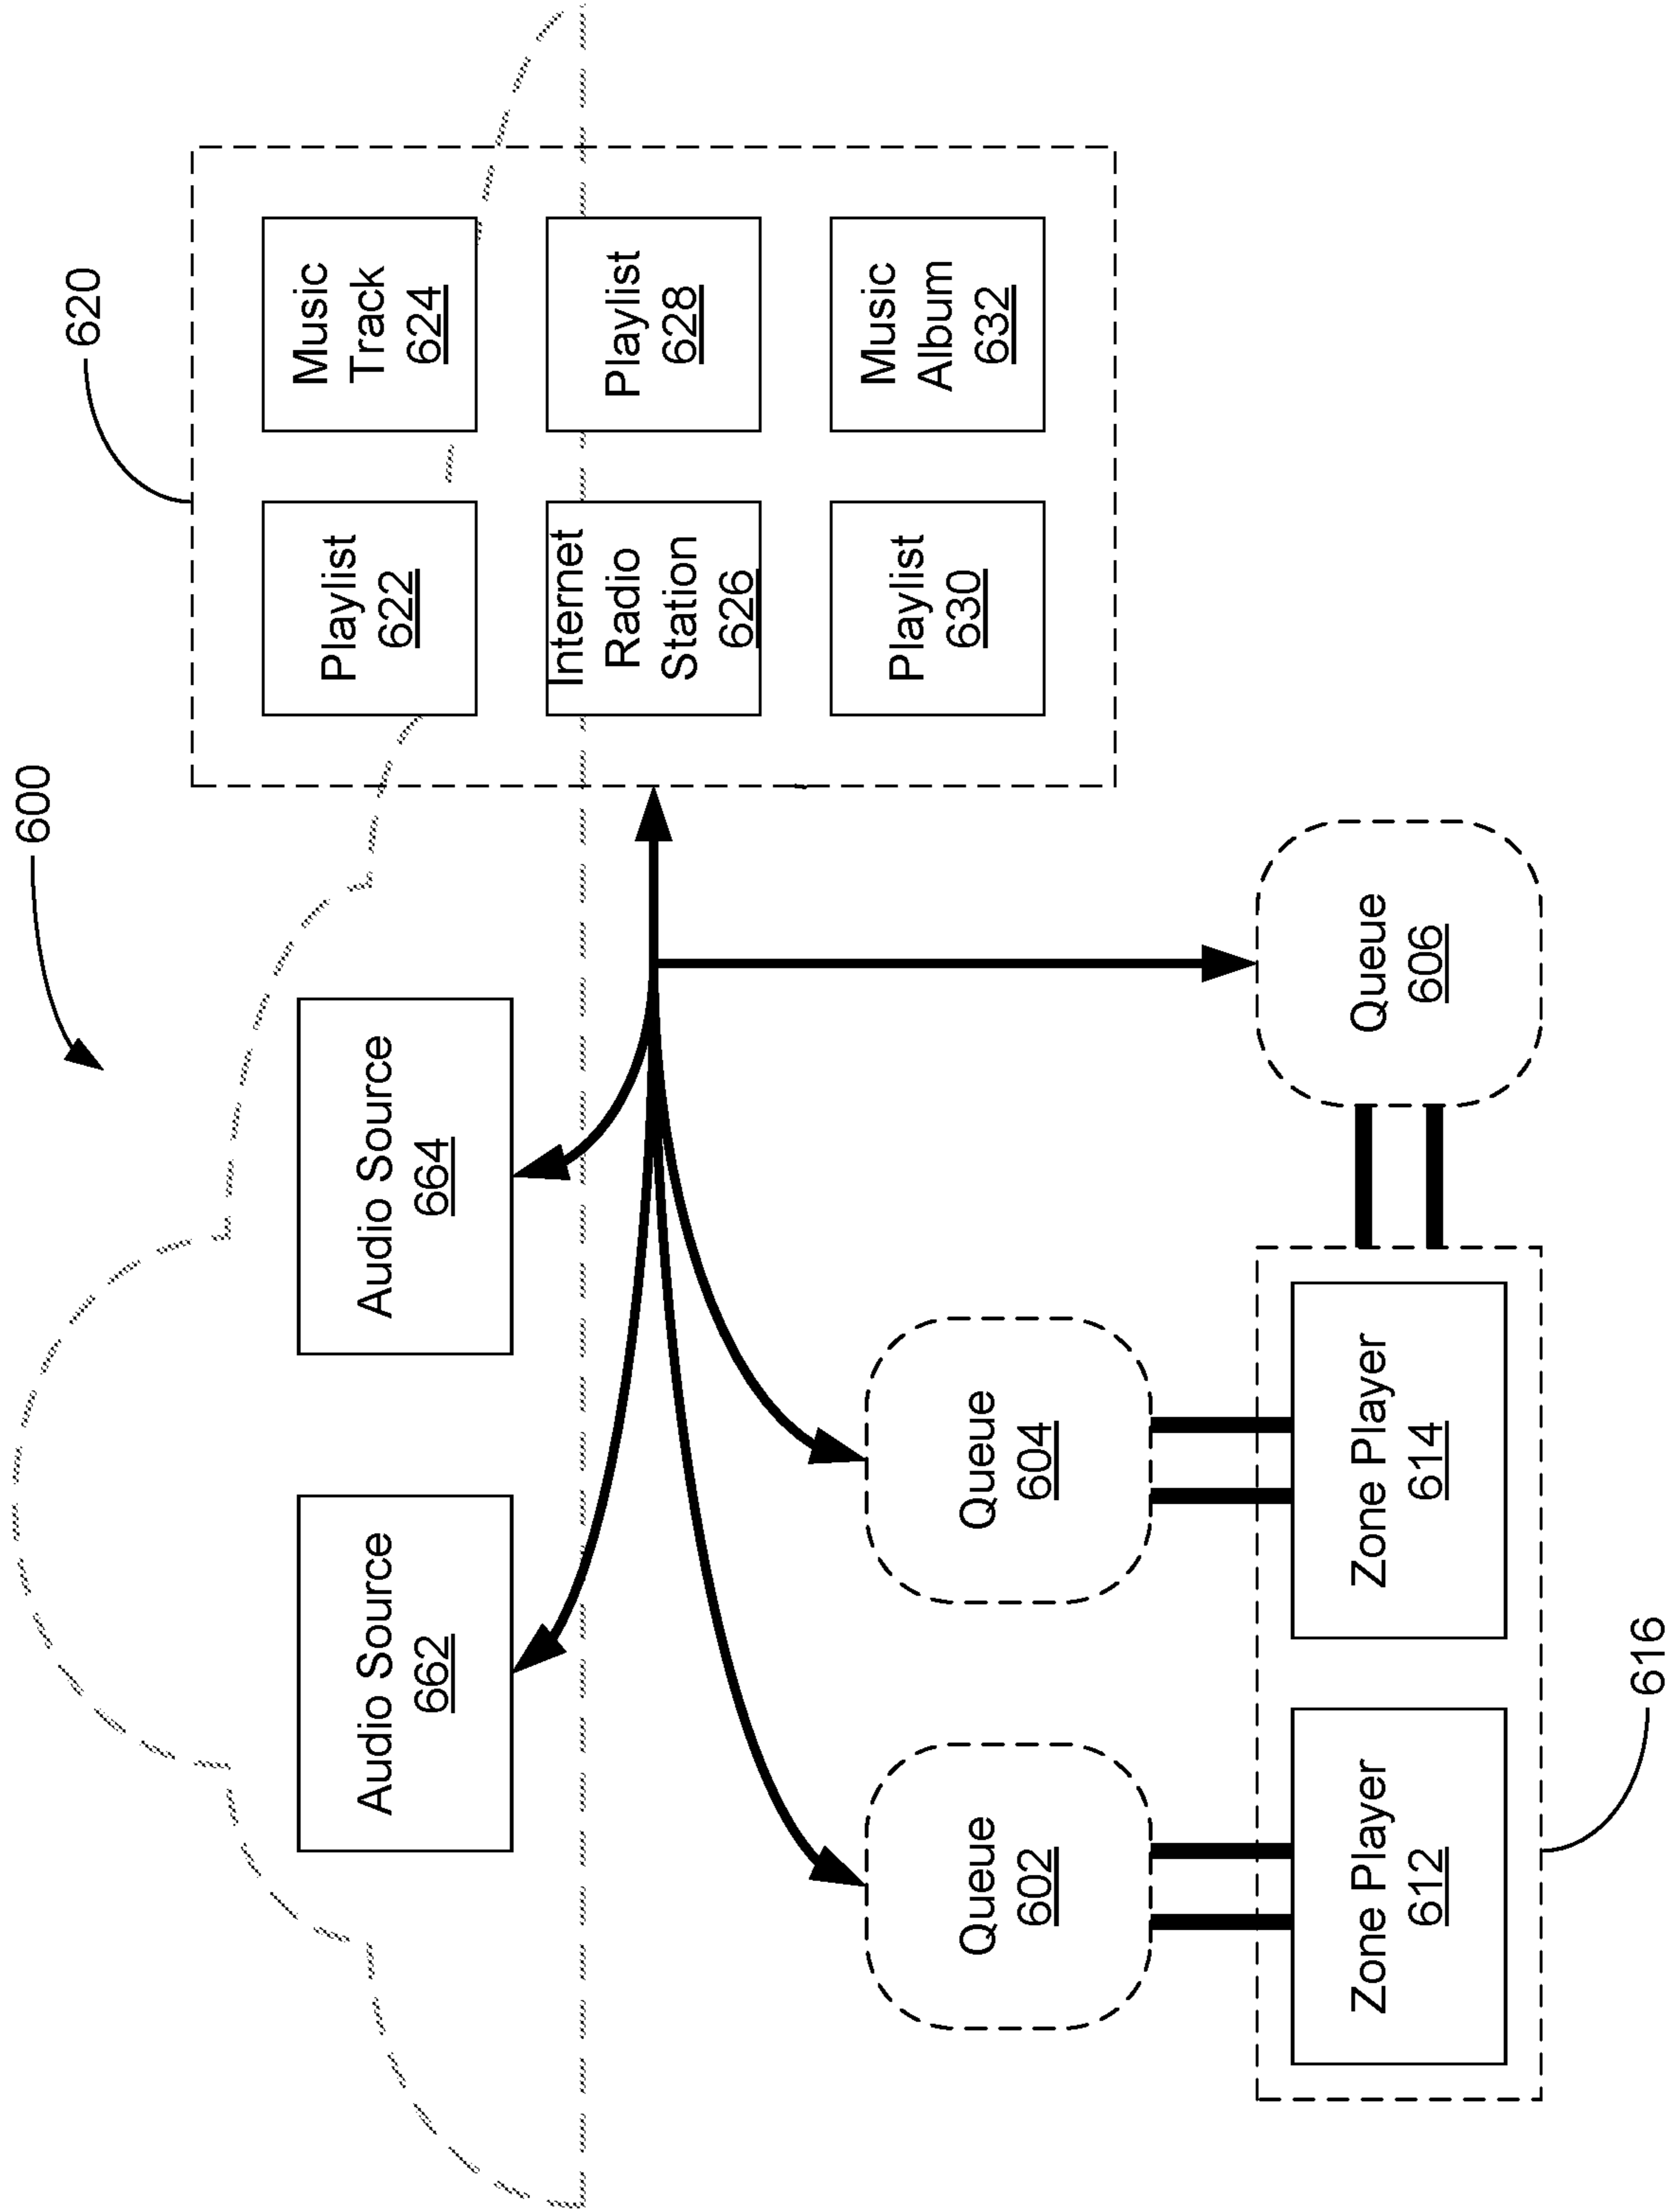 600
620
Audio Source
662
Audio Source
664
Playlist
622
Music
Track
624
Internet
Radio
Station
626
Playlist
628
Playlist
630
Music
Album
632
Queue
602
Queue
604
Queue
606
Zone Player
612
Zone Player
614
616